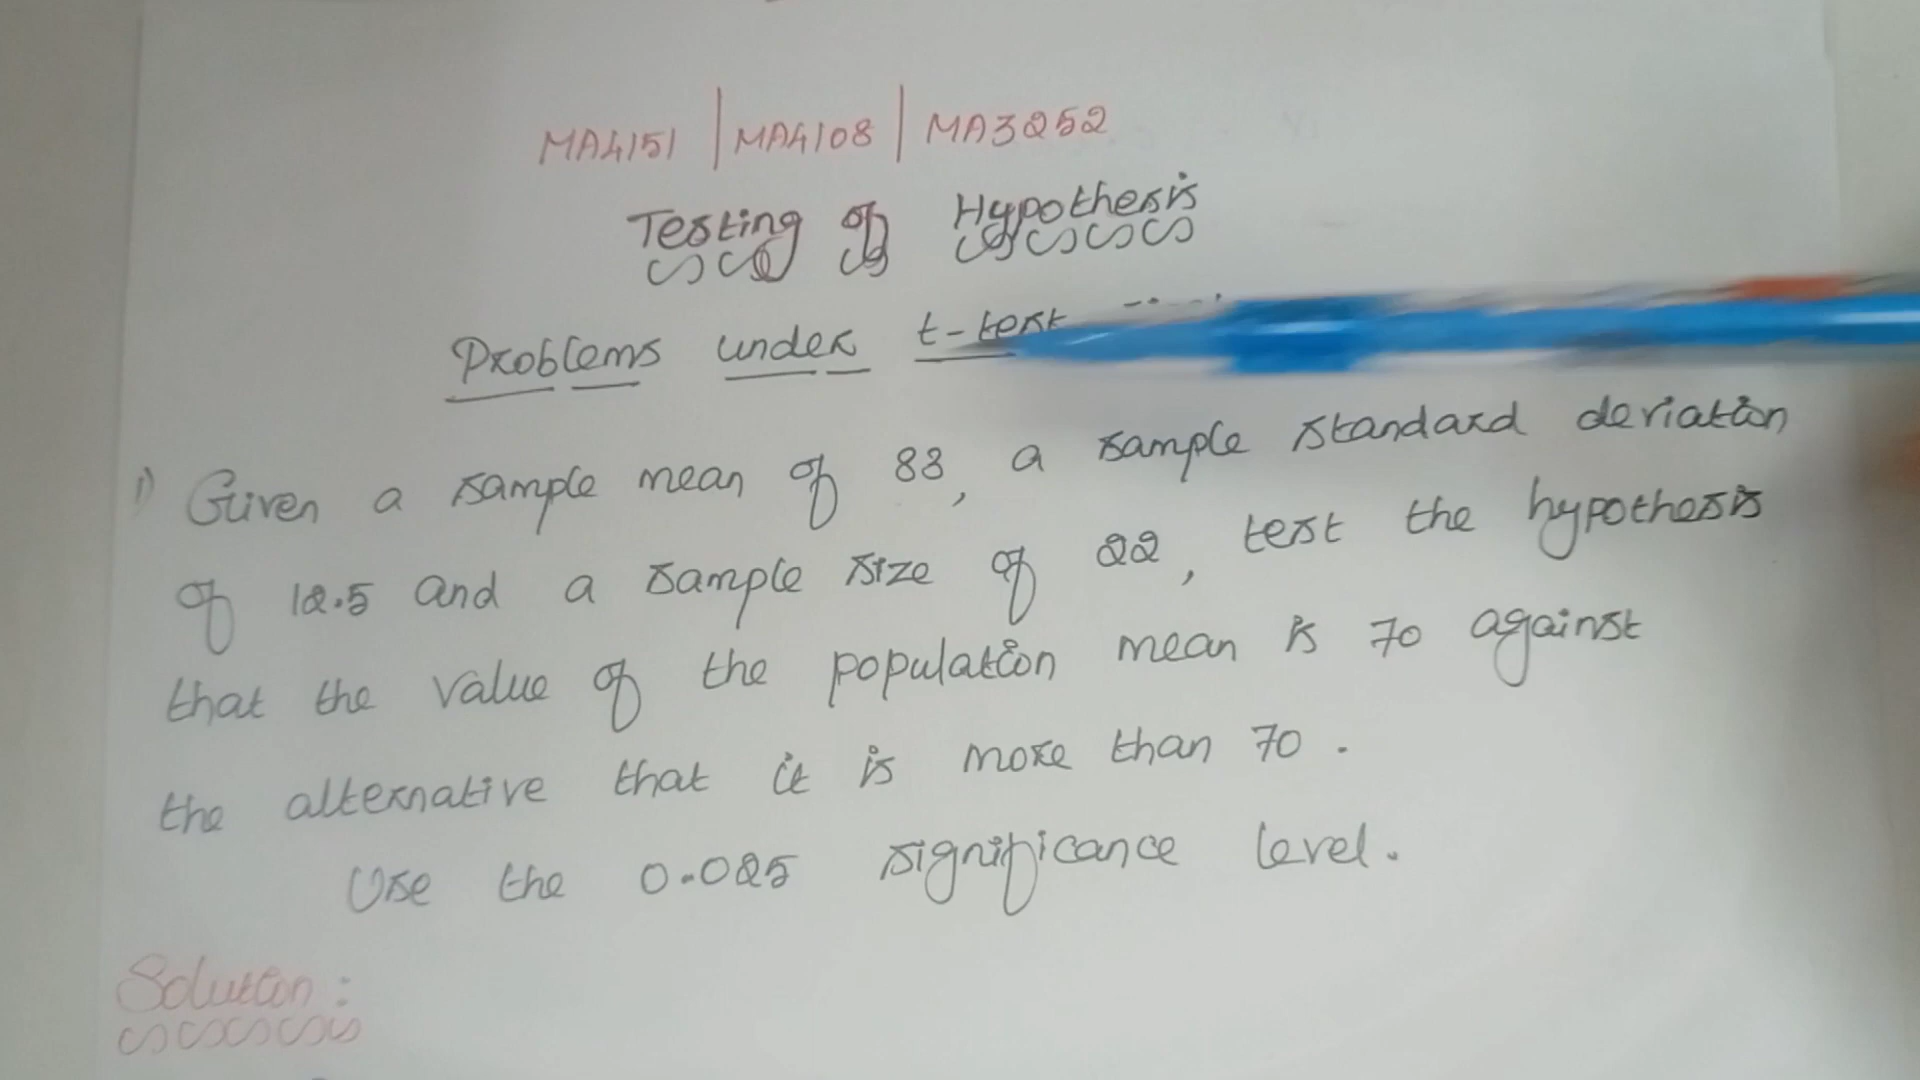 MA4151 | MA4108 | MA3252
Testing of Hypothesis
Problems under t-test
1) Given a sample mean of 83, a sample standard deviation
of 12.5 and a sample size of 22, test the hypothesis
that the value of the population mean is 70 against
the alternative that it is more than 70.
Use the 0.025 significance level.
Solution: